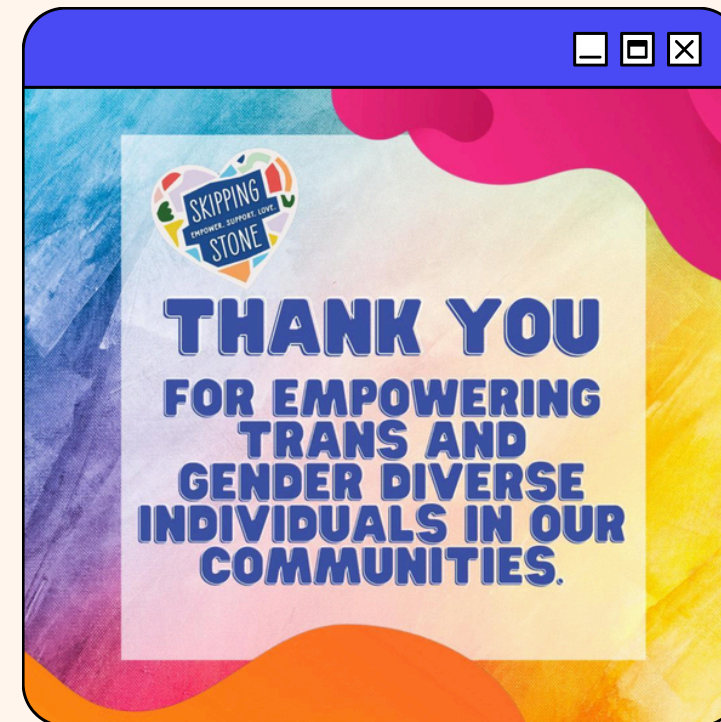 SKIPPING
EMPOWER. SUPPORT. LOVE.
STONE
THANK YOU
FOR EMPOWERING
TRANS AND
GENDER DIVERSE
INDIVIDUALS IN OUR
COMMUNITIES.